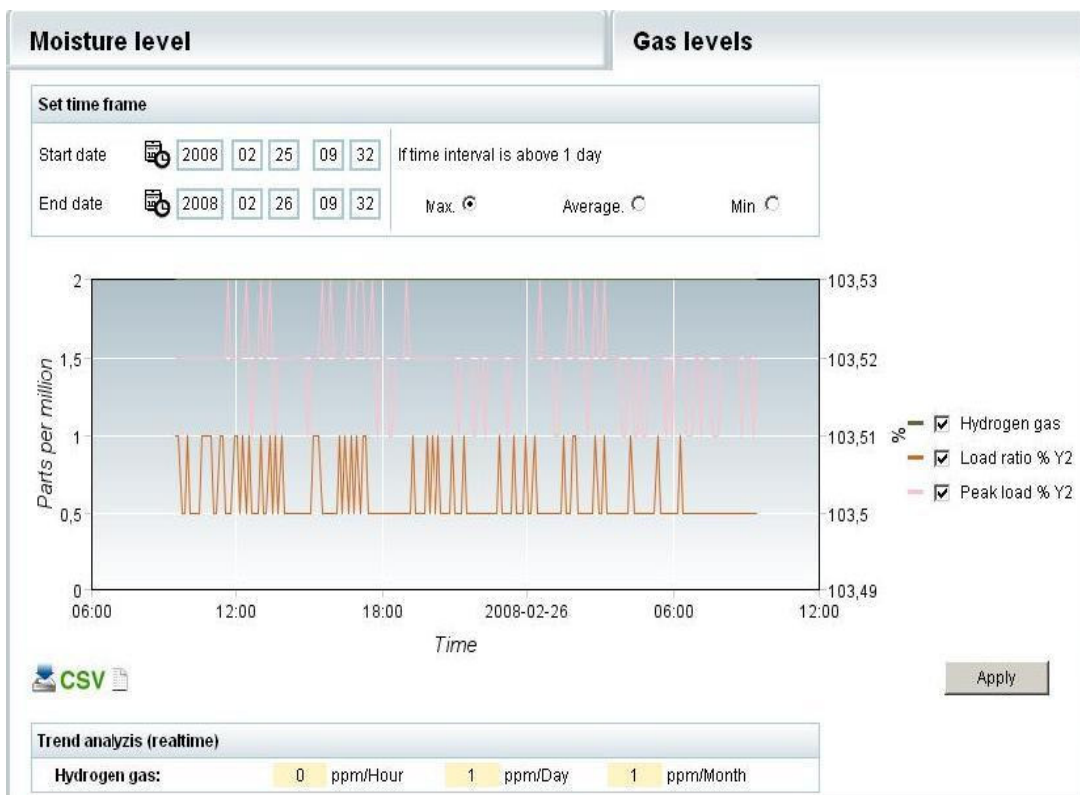 Moisture level
Gas levels
Set time frame
Start date 2008 02 25 09 32 If time interval is above 1 day
End date 2008 02 26 09 32 Max. Average. Min
2 103,53
1,5 103,52
1 103,51
0,5 103,5
0 103,49
Parts per million
%
06:00 12:00 18:00 2008-02-26 06:00 12:00
Time
Hydrogen gas
Load ratio % Y2
Peak load % Y2
CSV
Apply
Trend analyzis (realtime)
Hydrogen gas: 0 ppm/Hour 1 ppm/Day 1 ppm/Month